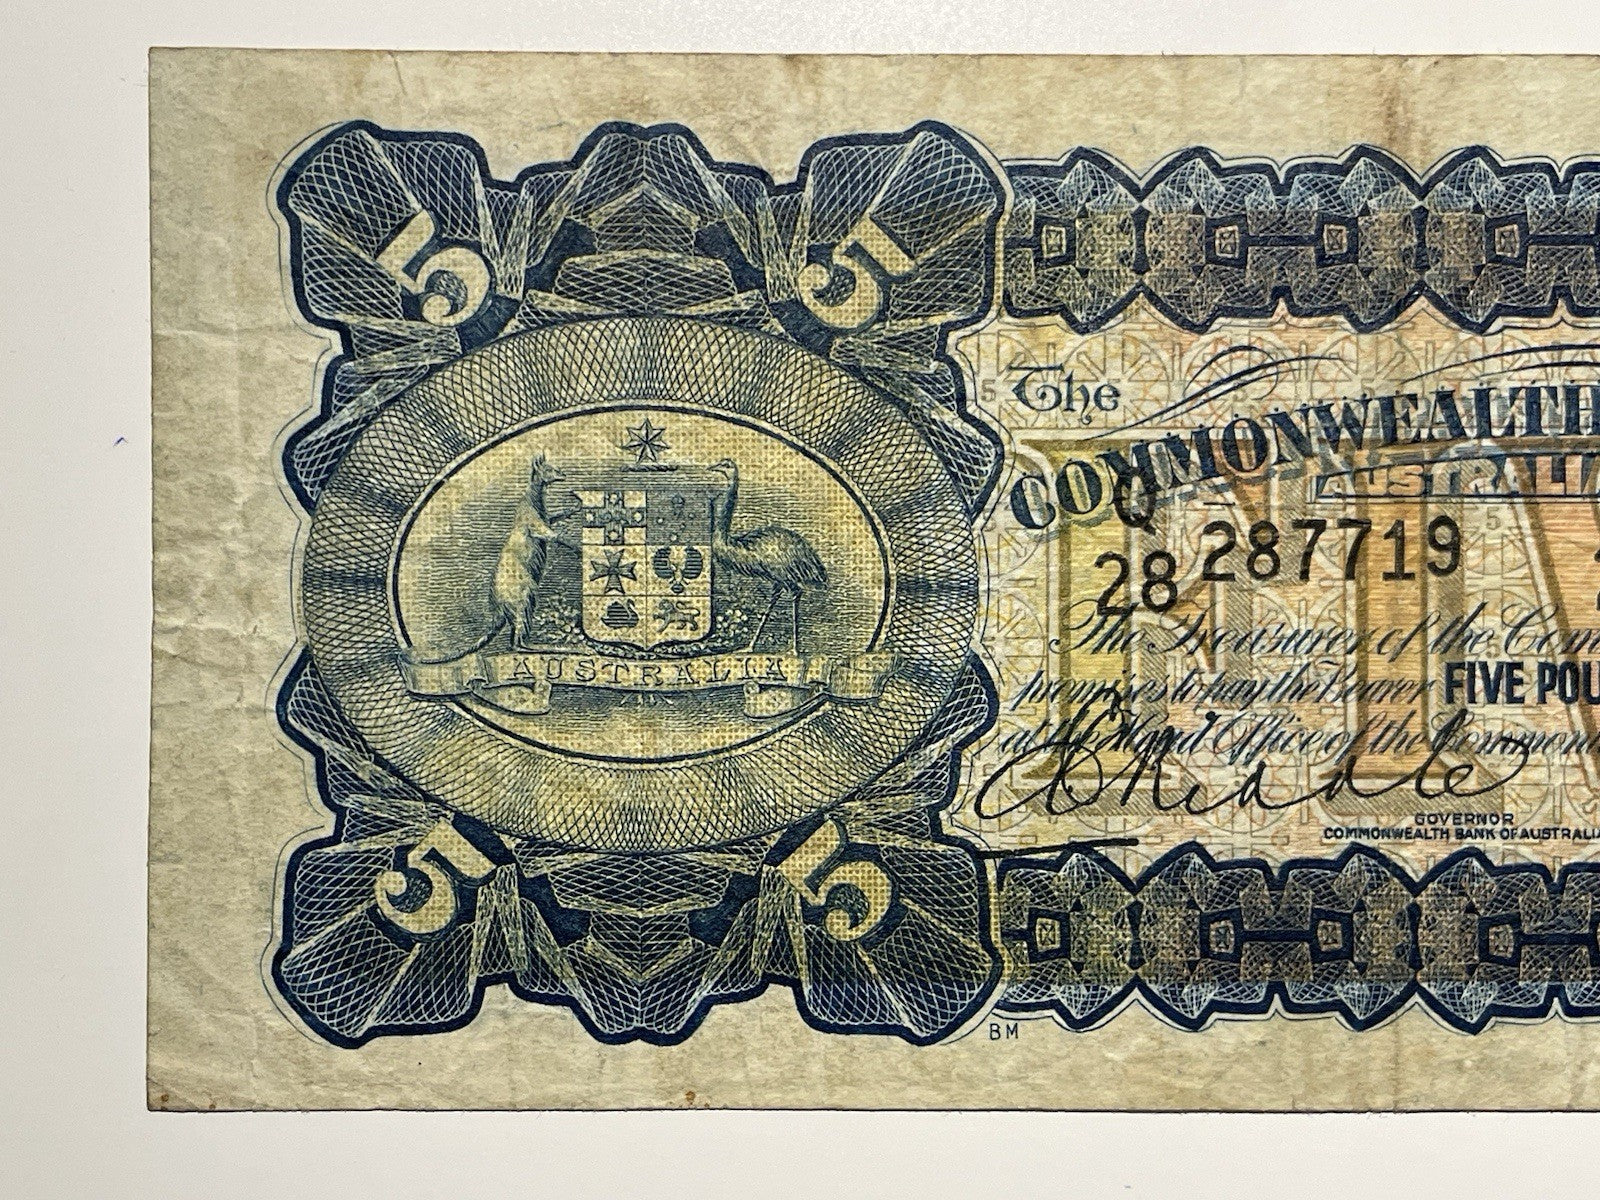 5 5
The
COMMONWEALTH
AUSTRALIA
Q
28 287719
The Treasurer of the Com
promises to pay the Bearer FIVE POU
at the Head Office of the Commonw
GOVERNOR
COMMONWEALTH BANK OF AUSTRALIA
AUSTRALIA
5 5
BM